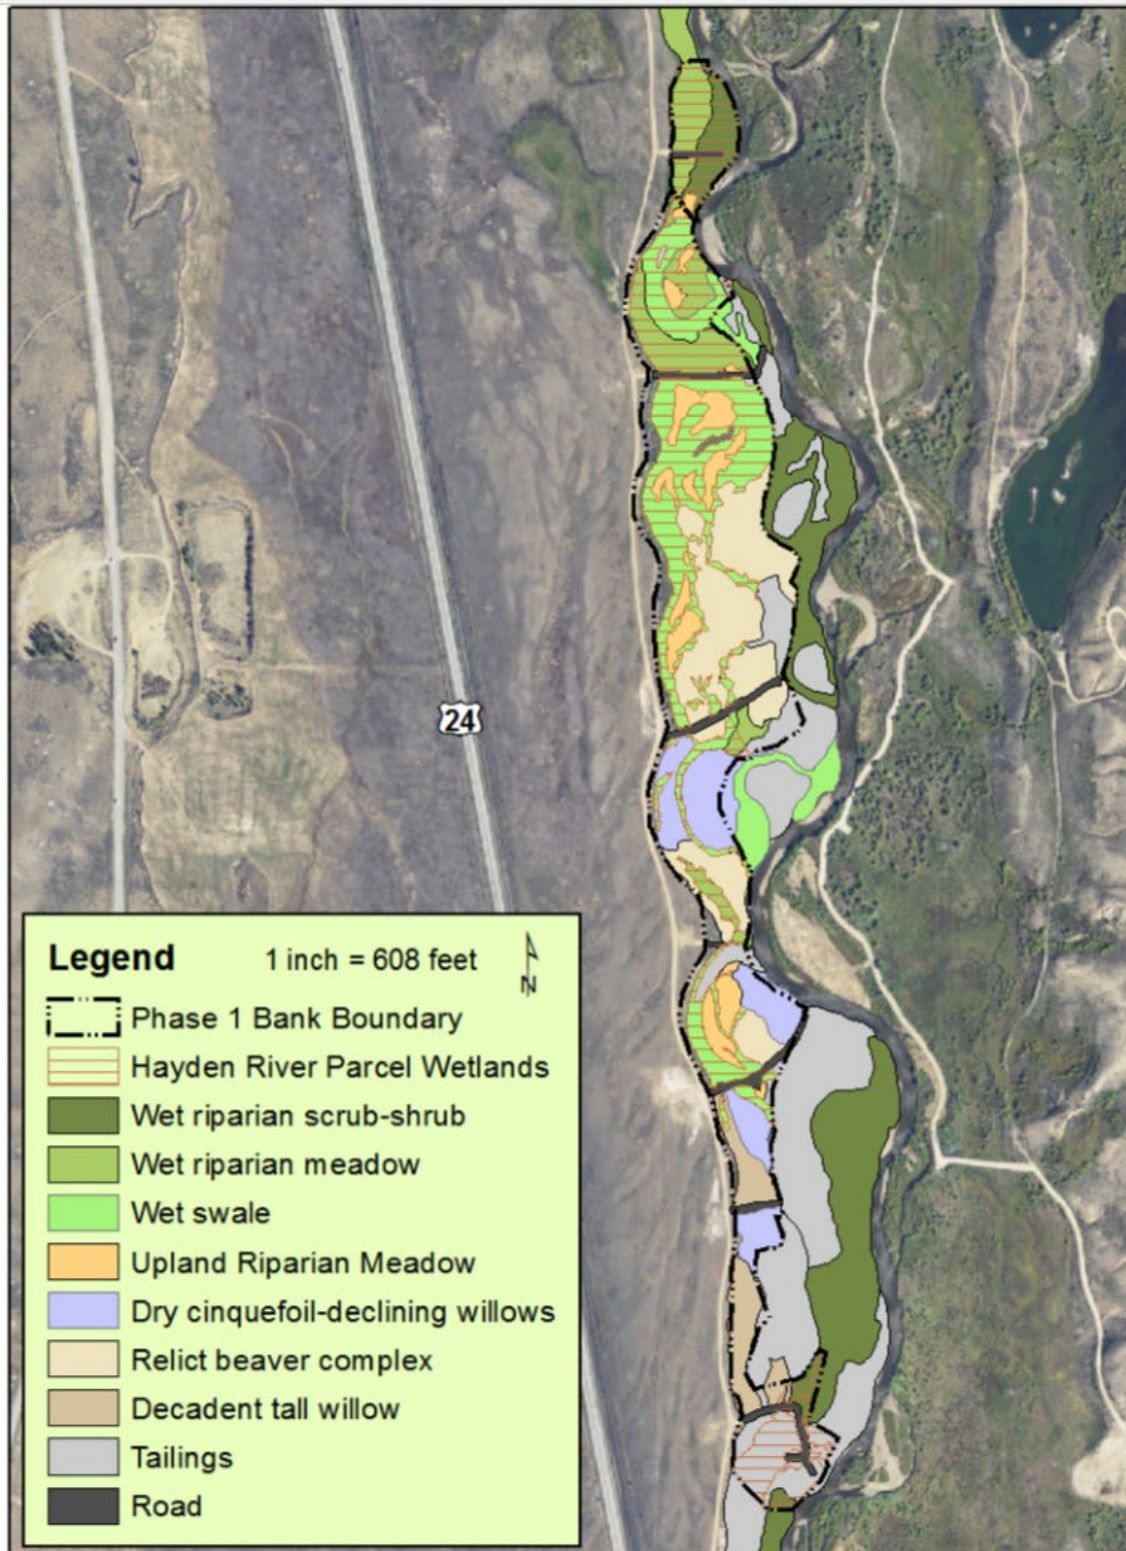 24
Legend
1 inch = 608 feet
N
Phase 1 Bank Boundary
Hayden River Parcel Wetlands
Wet riparian scrub-shrub
Wet riparian meadow
Wet swale
Upland Riparian Meadow
Dry cinquefoil-declining willows
Relict beaver complex
Decadent tall willow
Tailings
Road